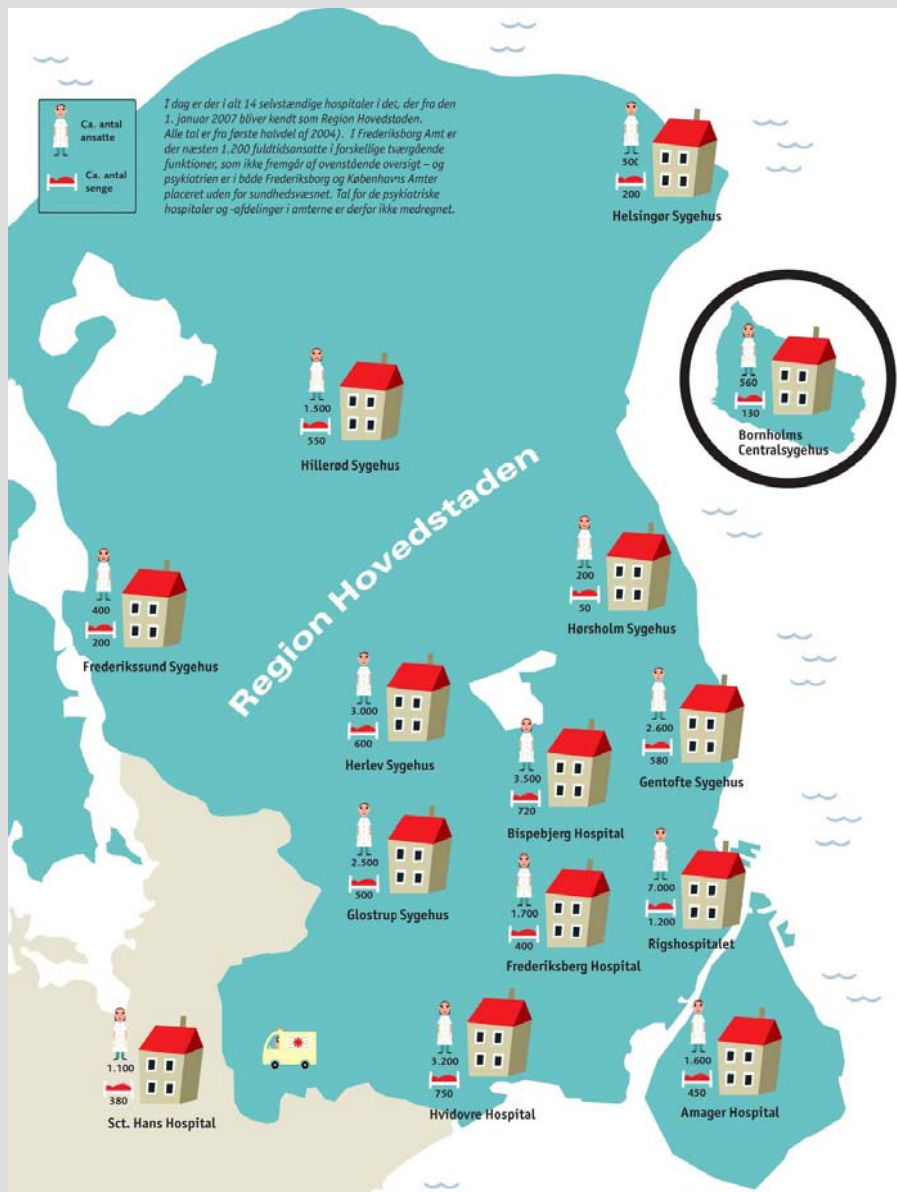 Ca. antal
ansatte
Ca. antal
senge
I dag er der i alt 14 selvstændige hospitaler i det, der fra den
1. januar 2007 bliver kendt som Region Hovedstaden.
Alle tal er fra første halvdel af 2004). I Frederiksborg Amt er
der næsten 1.200 fuldtidsansatte i forskellige tværgående
funktioner, som ikke fremgår af ovenstående oversigt – og
psykiatrien er i både Frederiksborg og Københavns Amter
placeret uden for sundhedsvæsnet. Tal for de psykiatriske
hospitaler og -afdelinger i amterne er derfor ikke medregnet.
500
200
Helsingør Sygehus
560
130
Bornholms
Centralsygehus
1.500
550
Hillerød Sygehus
Region Hovedstaden
200
50
Hørsholm Sygehus
400
200
Frederikssund Sygehus
3.000
600
Herlev Sygehus
2.600
580
Gentofte Sygehus
3.500
720
Bispebjerg Hospital
2.500
500
Glostrup Sygehus
1.700
400
Frederiksberg Hospital
7.000
1.200
Rigshospitalet
1.100
380
Sct. Hans Hospital
3.200
750
Hvidovre Hospital
1.600
450
Amager Hospital